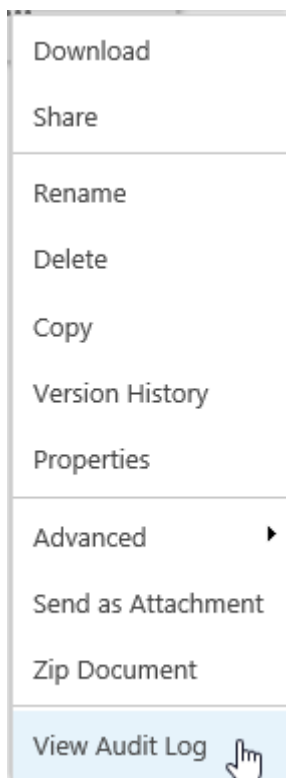 Download
Share
Rename
Delete
Copy
Version History
Properties
Advanced
Send as Attachment
Zip Document
View Audit Log